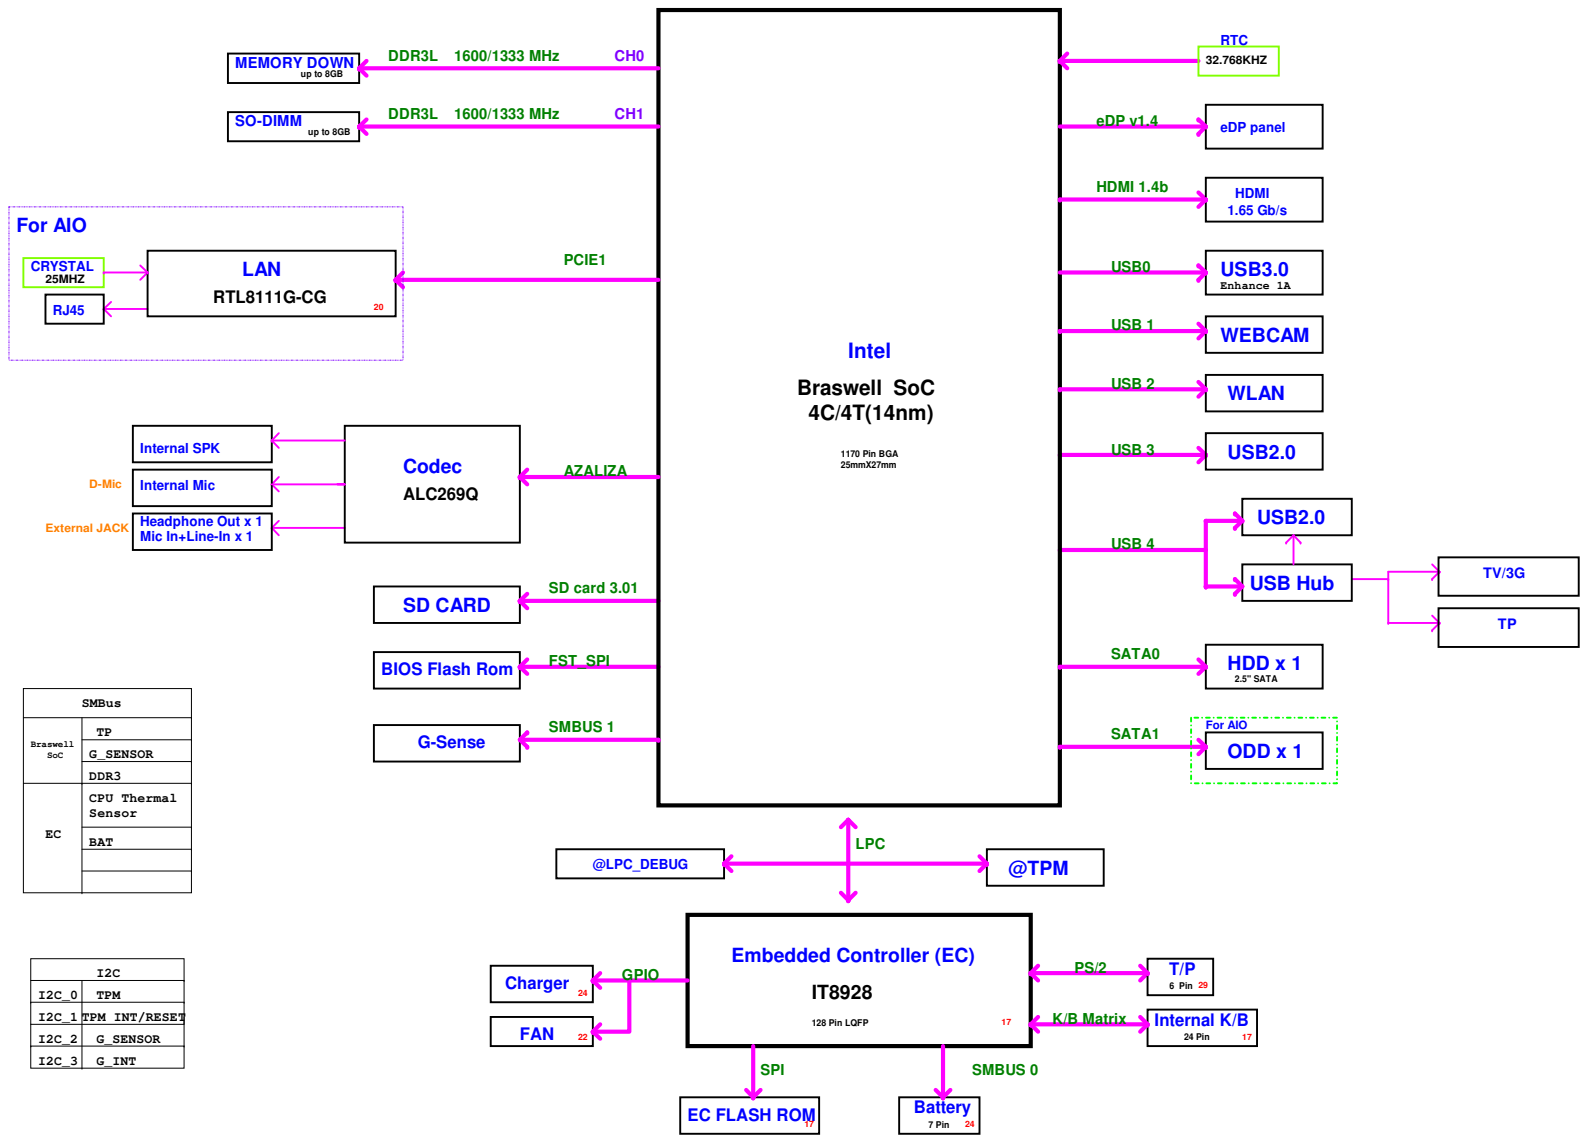 MEMORY DOWN
up to 8GB
DDR3L 1600/1333 MHz CH0
SO-DIMM
up to 8GB
DDR3L 1600/1333 MHz CH1
For AIO
CRYSTAL
25MHZ
RJ45
LAN
RTL8111G-CG
20
PCIE1
Internal SPK
D-Mic
Internal Mic
External JACK
Headphone Out x 1
Mic In+Line-In x 1
Codec
ALC269Q
AZALIZA
SD CARD
SD card 3.01
BIOS Flash Rom
FST_SPI
G-Sense
SMBUS 1
Intel
Braswell SoC
4C/4T(14nm)
1170 Pin BGA
25mmX27mm
RTC
32.768KHZ
eDP v1.4
eDP panel
HDMI 1.4b
HDMI
1.65 Gb/s
USB0
USB3.0
Enhance 1A
USB 1
WEBCAM
USB 2
WLAN
USB 3
USB2.0
USB 4
USB2.0
USB Hub
TV/3G
TP
SATA0
HDD x 1
2.5" SATA
SATA1
For AIO
ODD x 1
SMBus
Braswell
SoC
TP
G_SENSOR
DDR3
EC
CPU Thermal
Sensor
BAT
I2C
I2C_0 TPM
I2C_1 TPM INT/RESET
I2C_2 G_SENSOR
I2C_3 G_INT
LPC
@LPC_DEBUG
@TPM
Embedded Controller (EC)
IT8928
128 Pin LQFP
17
Charger
24
GPIO
FAN
22
PS/2
T/P
6 Pin 29
K/B Matrix
Internal K/B
24 Pin 17
SPI
EC FLASH ROM
17
SMBUS 0
Battery
7 Pin 24